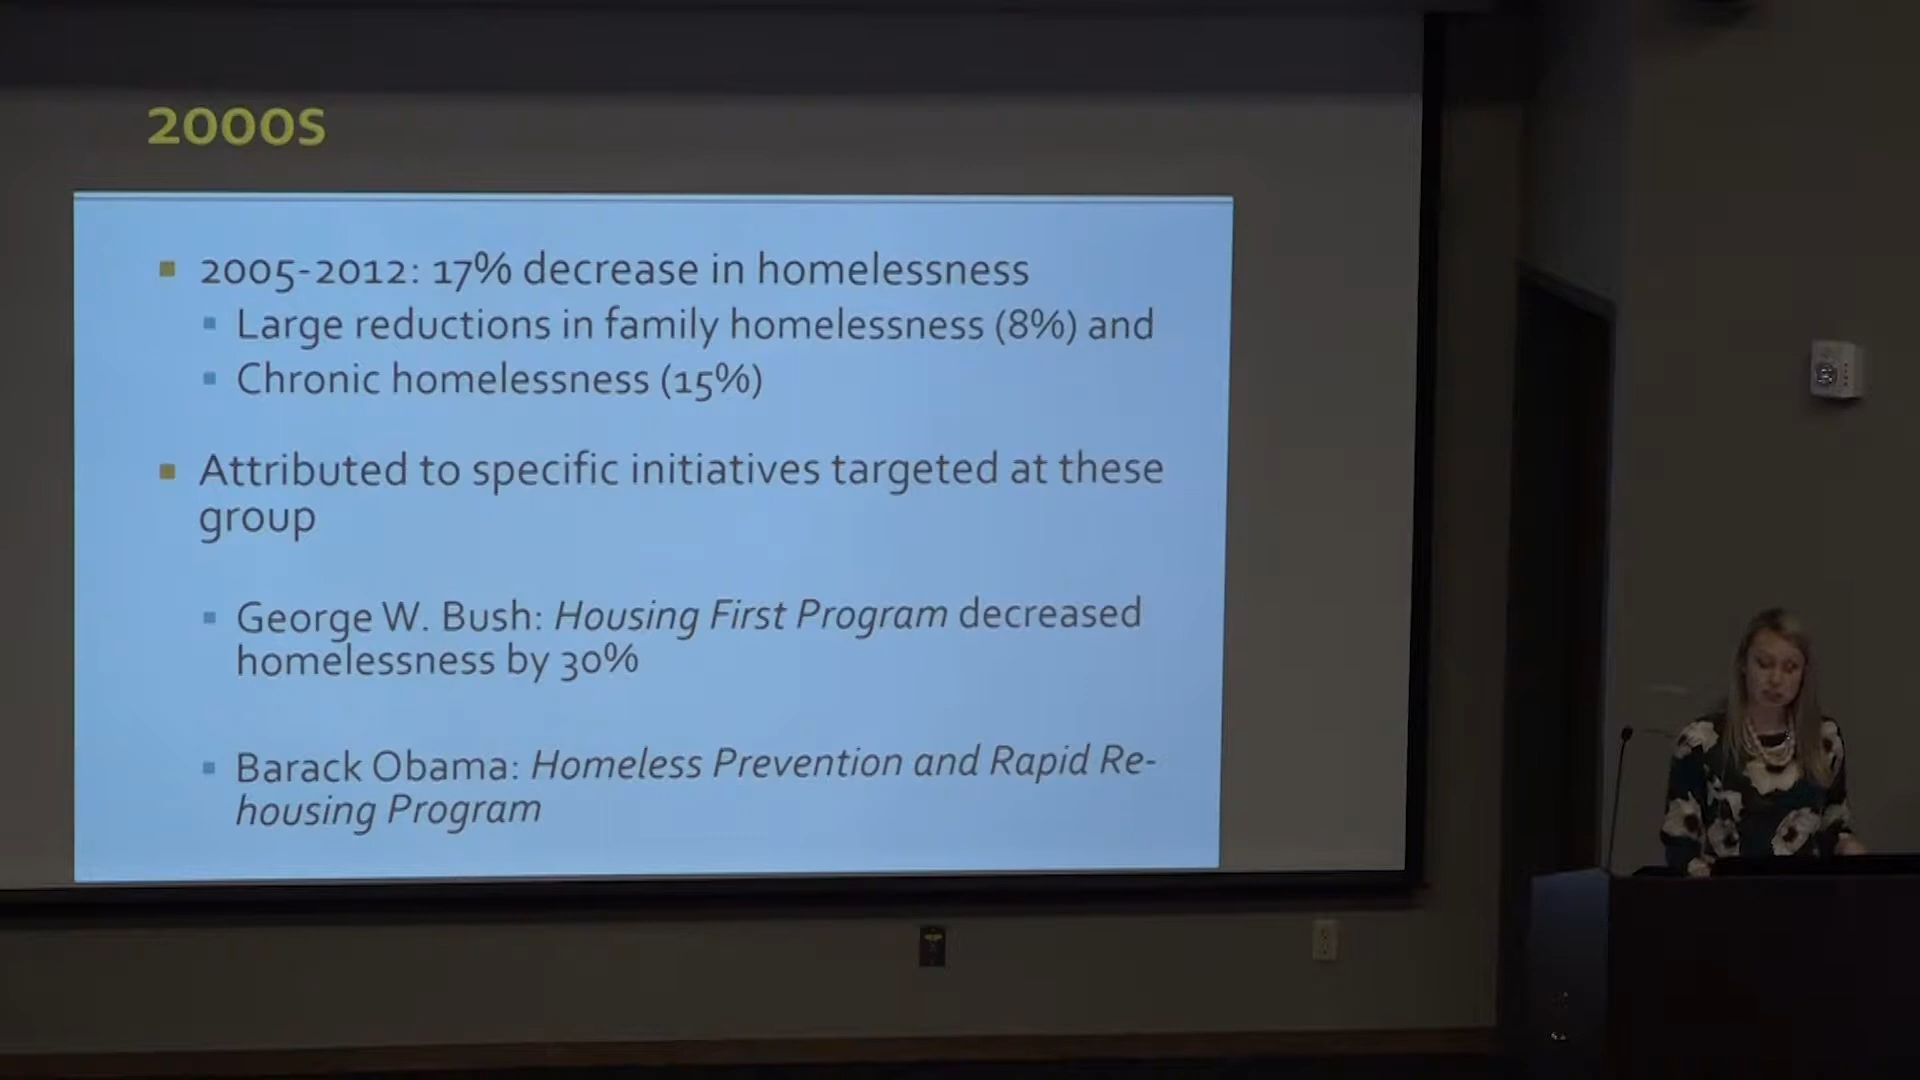 2000s
2005-2012: 17% decrease in homelessness
Large reductions in family homelessness (8%) and
Chronic homelessness (15%)
Attributed to specific initiatives targeted at these
group
George W. Bush: Housing First Program decreased
homelessness by 30%
Barack Obama: Homeless Prevention and Rapid Re-
housing Program